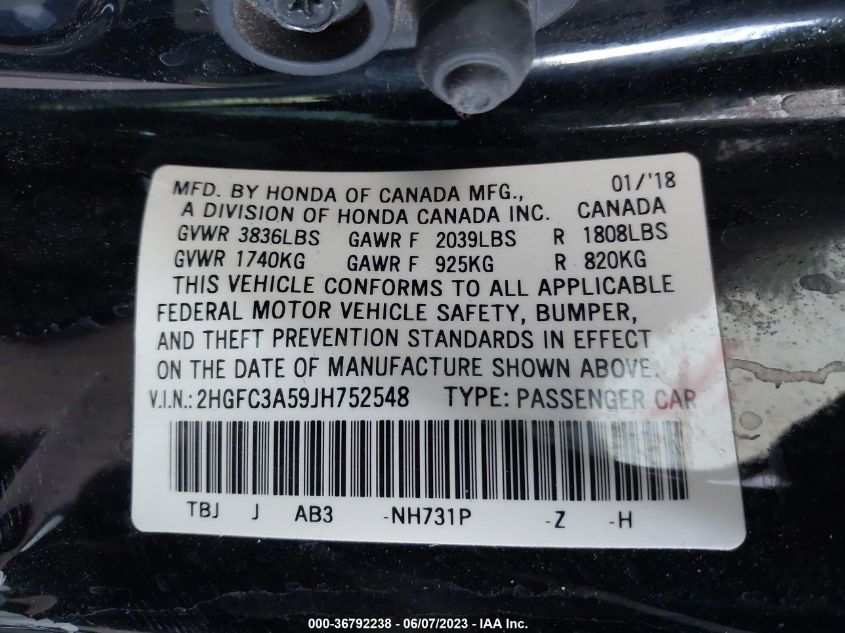 MFD. BY HONDA OF CANADA MFG., 01/'18
A DIVISION OF HONDA CANADA INC. CANADA
GVWR 3836LBS GAWR F 2039LBS R 1808LBS
GVWR 1740KG GAWR F 925KG R 820KG
THIS VEHICLE CONFORMS TO ALL APPLICABLE
FEDERAL MOTOR VEHICLE SAFETY, BUMPER,
AND THEFT PREVENTION STANDARDS IN EFFECT
ON THE DATE OF MANUFACTURE SHOWN ABOVE.
V.I.N.: 2HGFC3A59JH752548 TYPE: PASSENGER CAR
TBJ J AB3 -NH731P -Z -H
000-36792238 - 06/07/2023 - © IAA Inc.